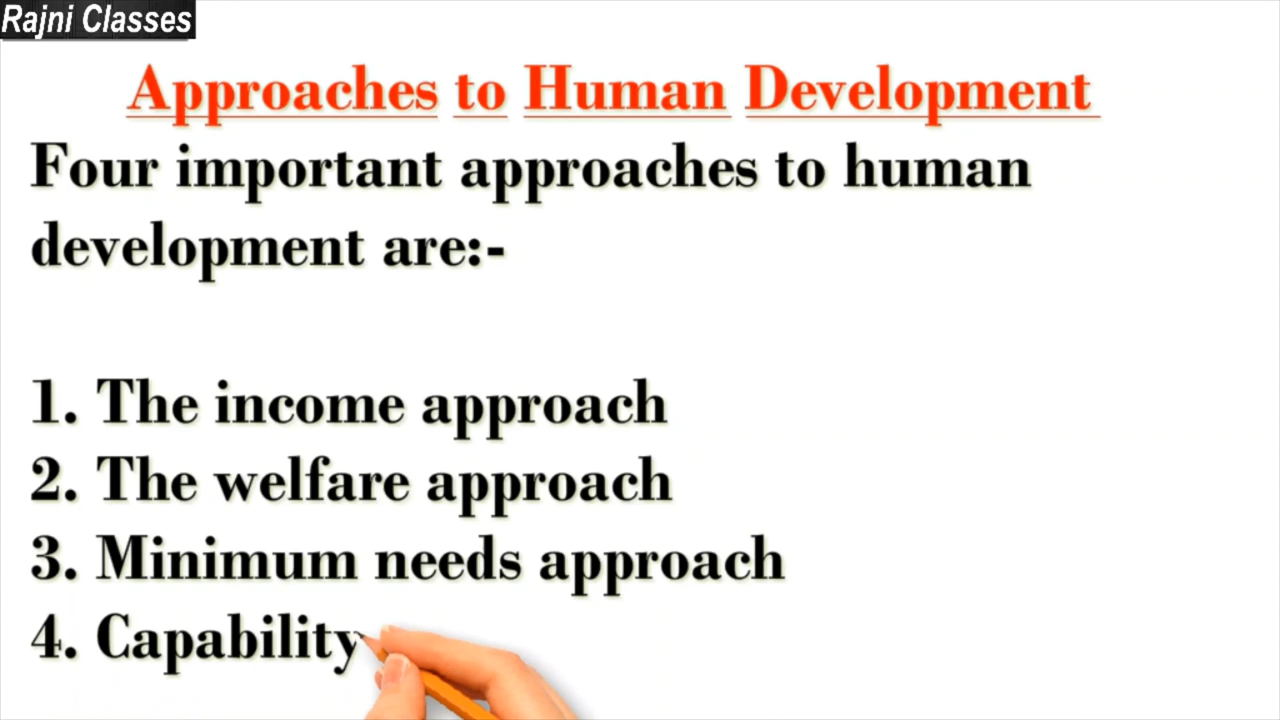 Rajni Classes
Approaches to Human Development
Four important approaches to human
development are:-
1. The income approach
2. The welfare approach
3. Minimum needs approach
4. Capability